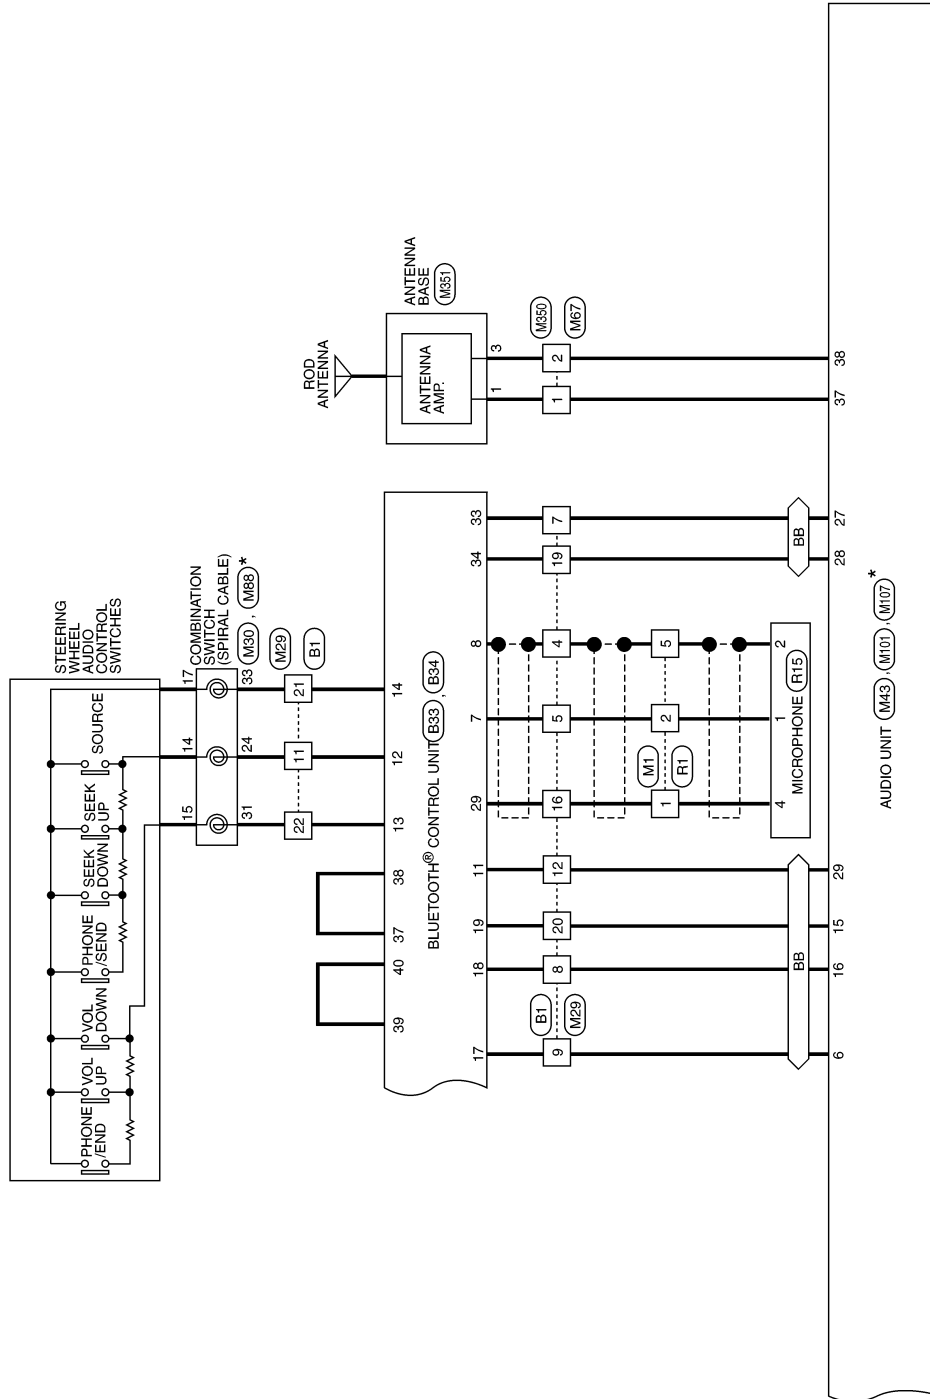 STEERING
WHEEL
AUDIO
CONTROL
SWITCHES
PHONE
/END
VOL
UP
VOL
DOWN
PHONE
/SEND
SEEK
DOWN
SEEK
UP
SOURCE
15
14
17
COMBINATION
SWITCH
(SPIRAL CABLE)
M30 , M88 *
31
24
33
22
11
21
M29
B1
39
40
37
38
13
12
14
BLUETOOTH® CONTROL UNIT B33 , B34
17
18
19
11
29
7
8
34
33
9
8
20
12
16
5
4
19
7
B1
M29
1
2
5
M1
R1
4
1
2
MICROPHONE R15
BB
BB
6
16
15
29
28
27
ROD
ANTENNA
ANTENNA
BASE
M351
ANTENNA
AMP.
1
3
1
2
M350
M67
37
38
AUDIO UNIT M43 , M101 , M107 *